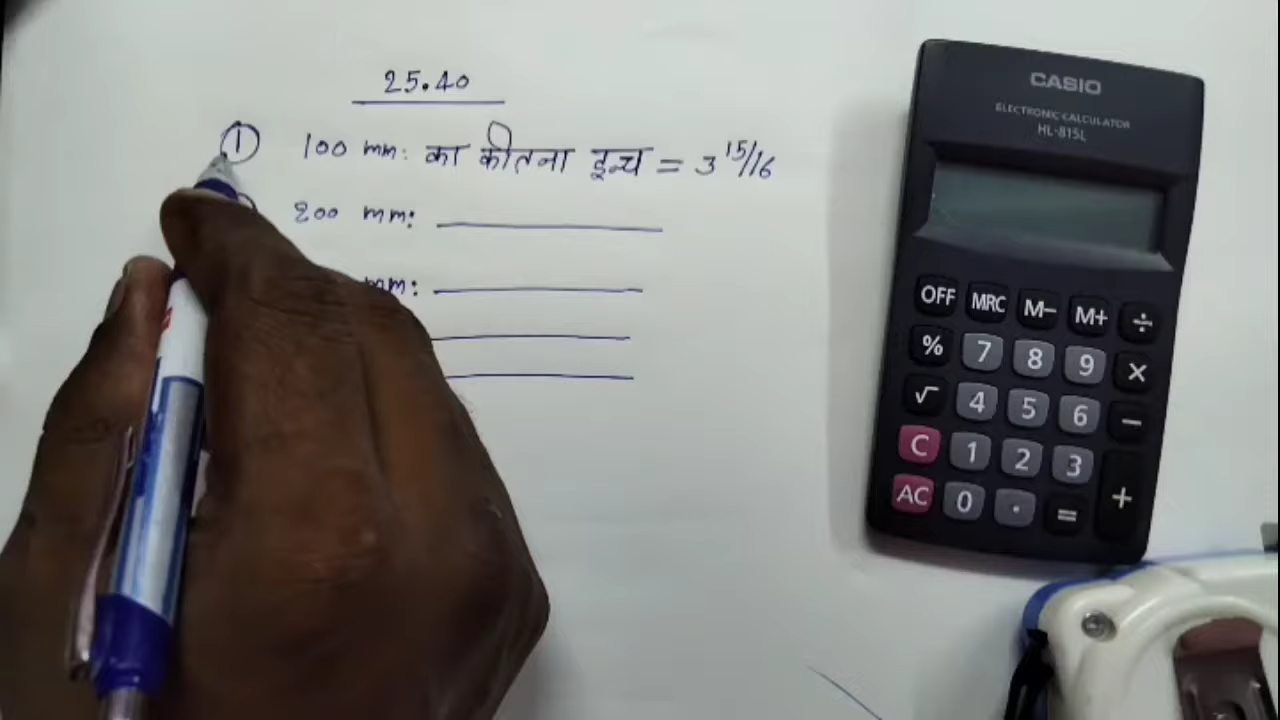 25.40
① 100 mm: का कीतना इन्च = 3 15/16
200 mm:
mm:
CASIO
ELECTRONIC CALCULATOR
HL-815L
OFF MRC M− M+ ÷
% 7 8 9 ×
√ 4 5 6 −
C 1 2 3
AC 0 · = +